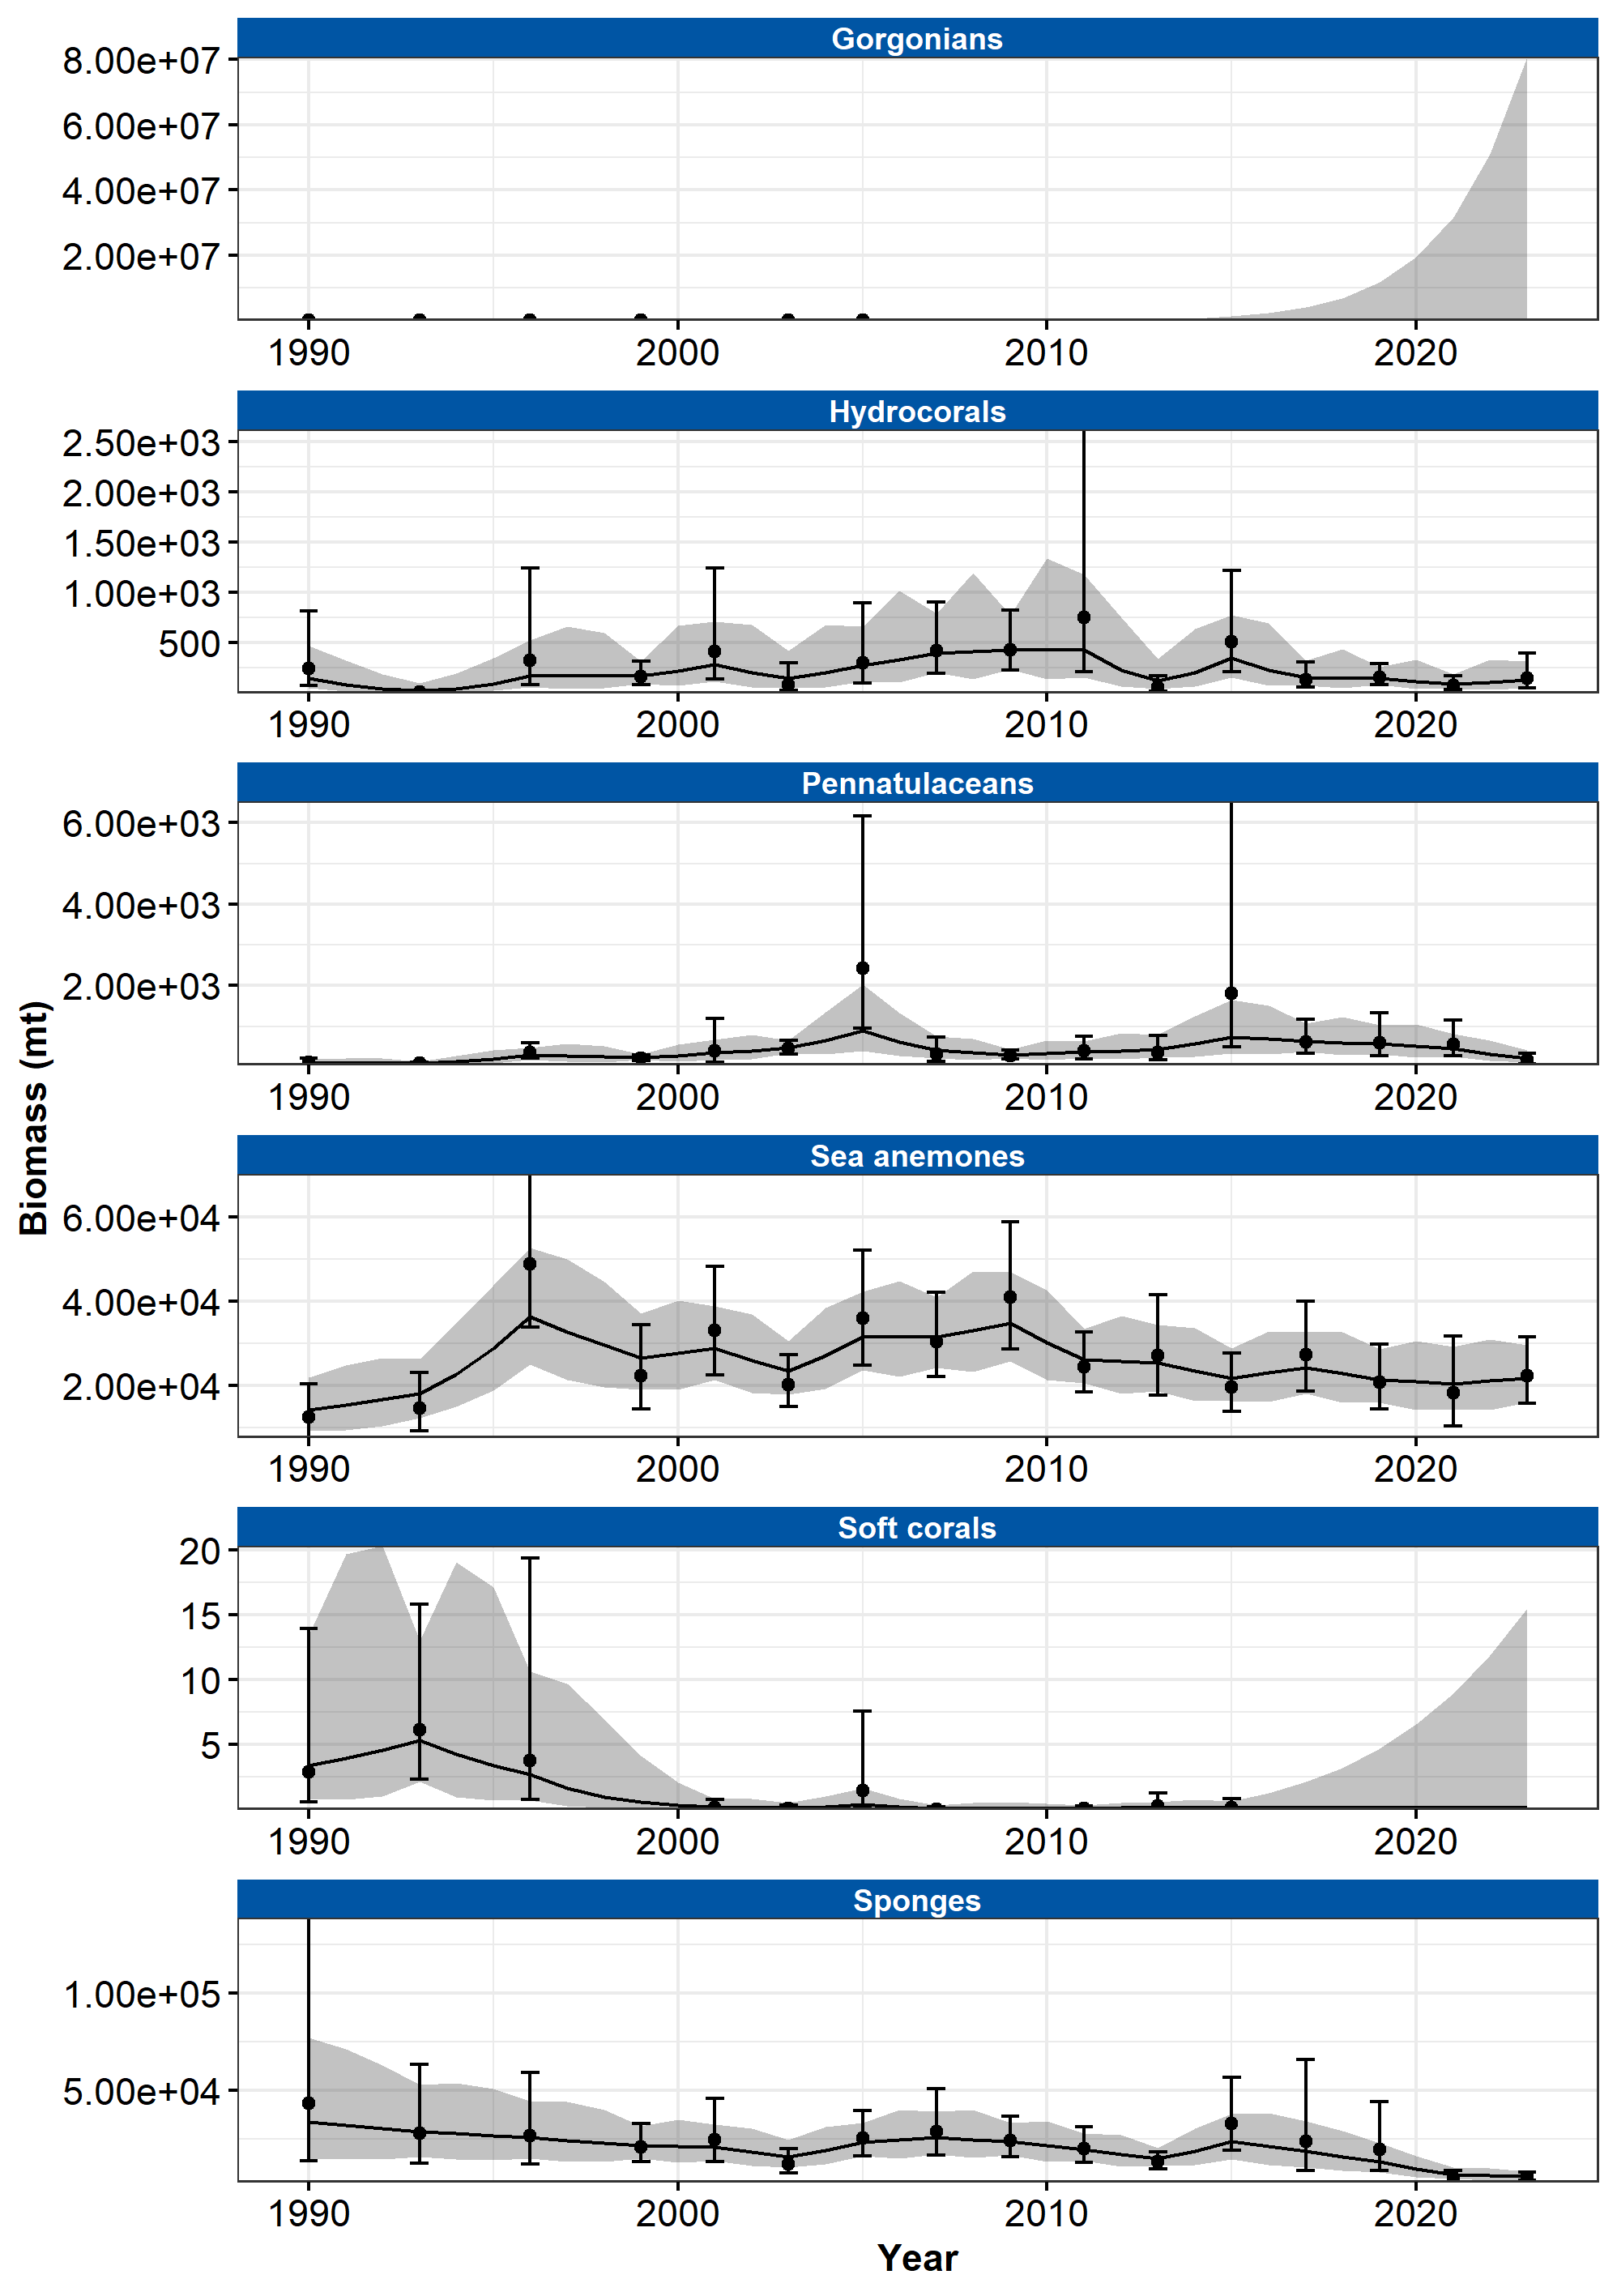 Gorgonians
8.00e+07
6.00e+07
4.00e+07
2.00e+07
1990 2000 2010 2020
Hydrocorals
2.50e+03
2.00e+03
1.50e+03
1.00e+03
500
1990 2000 2010 2020
Pennatulaceans
6.00e+03
4.00e+03
2.00e+03
1990 2000 2010 2020
Biomass (mt)
Sea anemones
6.00e+04
4.00e+04
2.00e+04
1990 2000 2010 2020
Soft corals
20
15
10
5
1990 2000 2010 2020
Sponges
1.00e+05
5.00e+04
1990 2000 2010 2020
Year